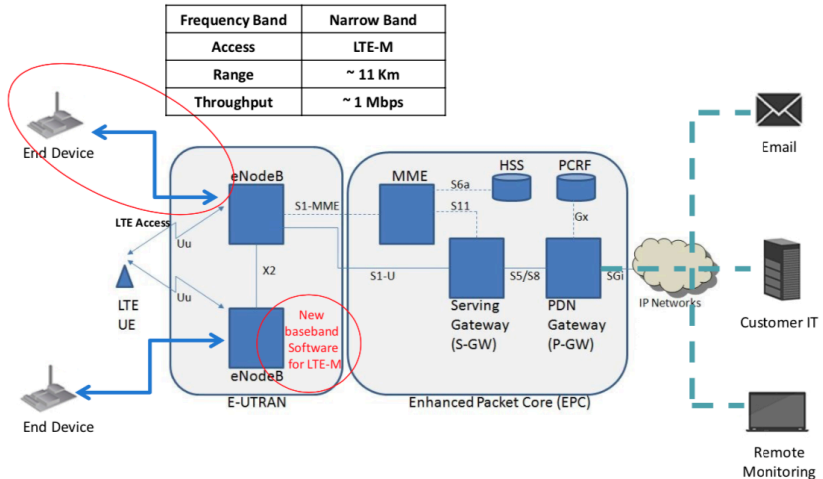 Frequency Band Narrow Band
Access LTE-M
Range ~ 11 Km
Throughput ~ 1 Mbps
End Device
eNodeB
MME
HSS
PCRF
Email
S6a
S1-MME
S11
Gx
LTE Access
Uu
X2
S1-U
S5/S8
SGi
IP Networks
Uu
LTE
UE
New
baseband
Software
for LTE-M
Serving
Gateway
(S-GW)
PDN
Gateway
(P-GW)
Customer IT
eNodeB
E-UTRAN
Enhanced Packet Core (EPC)
End Device
Remote
Monitoring